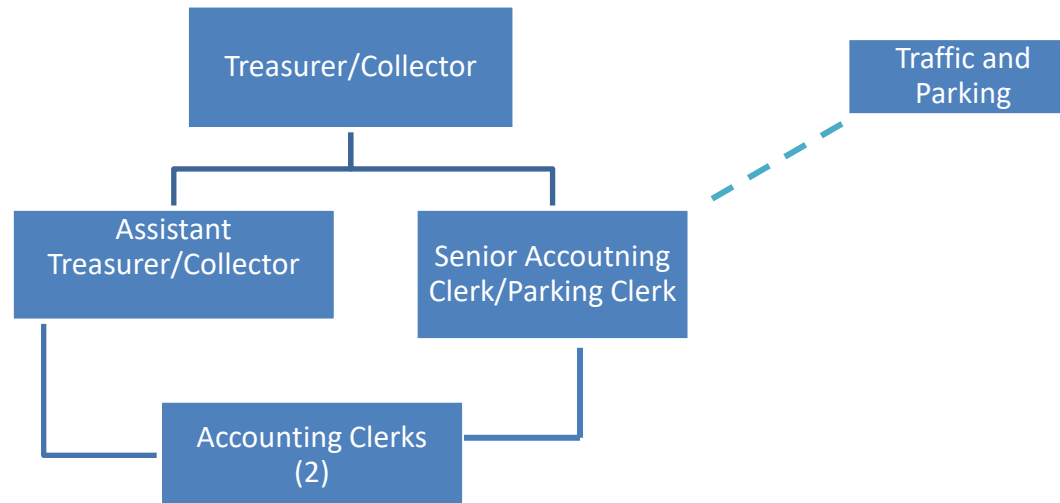 Treasurer/Collector
Traffic and
Parking
Assistant
Treasurer/Collector
Senior Accoutning
Clerk/Parking Clerk
Accounting Clerks
(2)